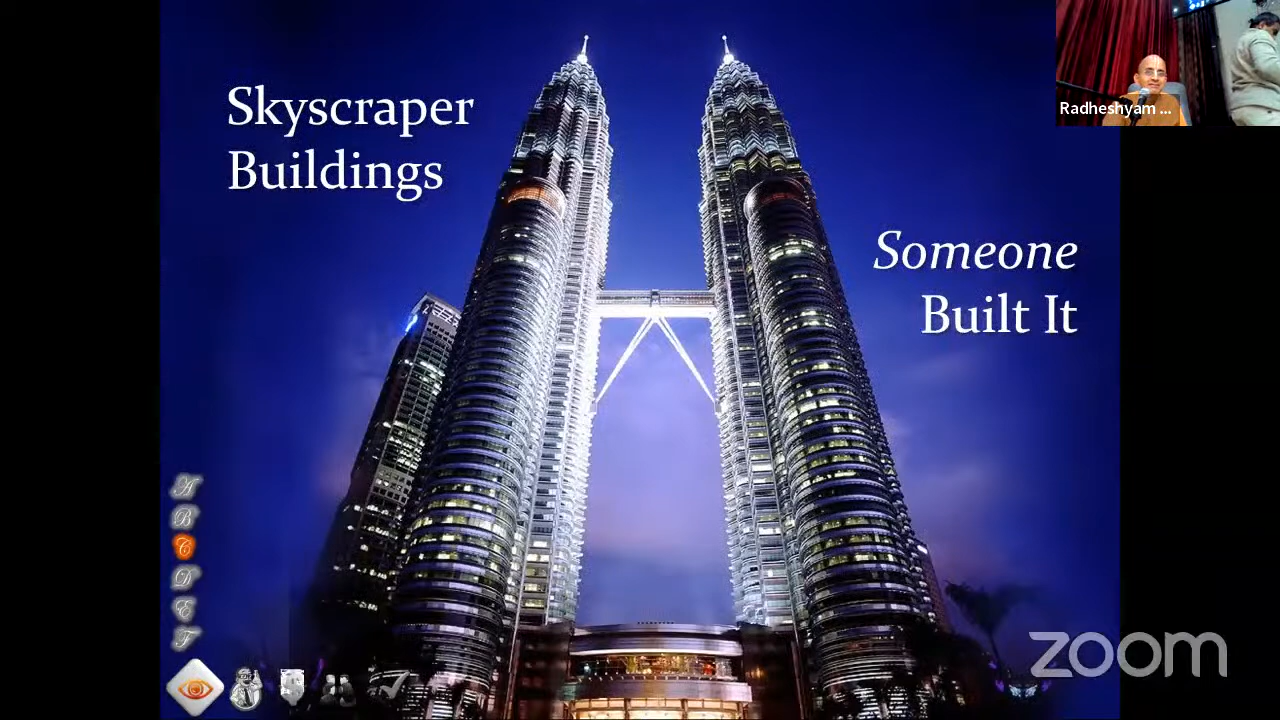 Skyscraper
Buildings
Radheshyam ...
Someone
Built It
A
B
C
D
E
F
zoom